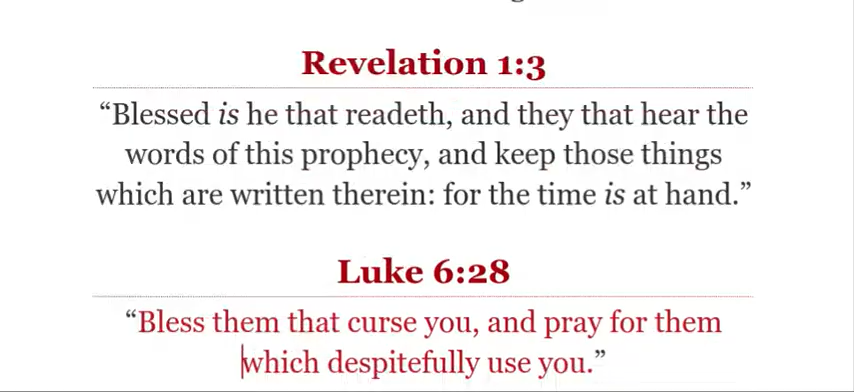 Revelation 1:3
“Blessed is he that readeth, and they that hear the
words of this prophecy, and keep those things
which are written therein: for the time is at hand.”
Luke 6:28
“Bless them that curse you, and pray for them
which despitefully use you.”